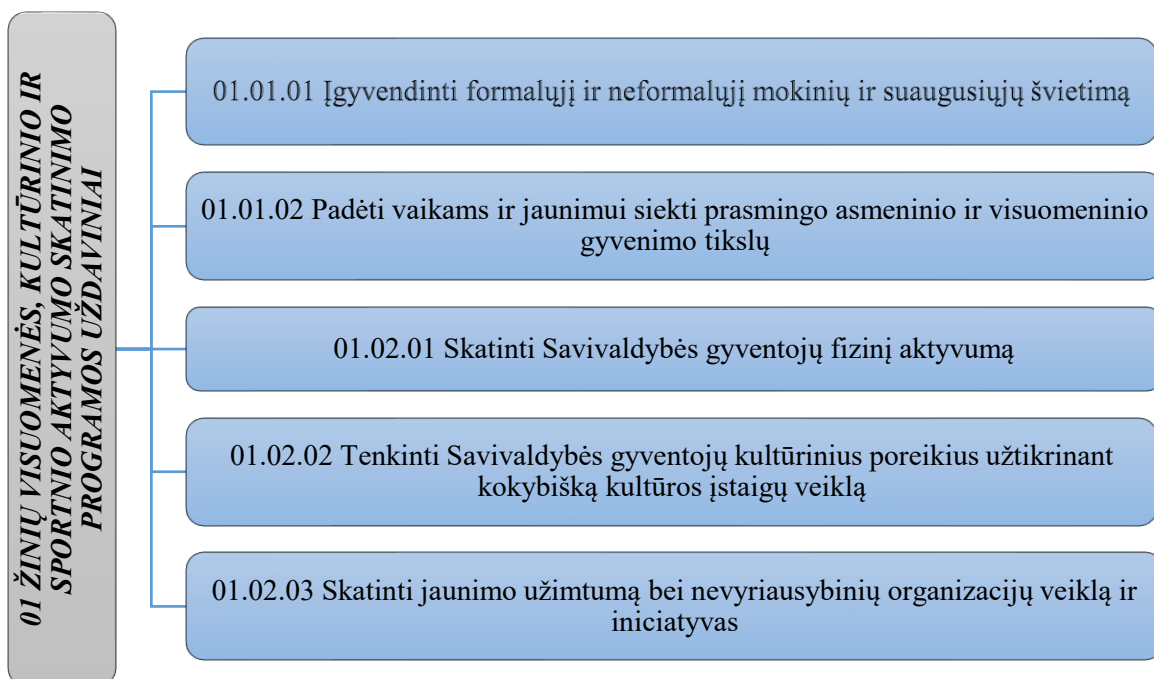 01 ŽINIŲ VISUOMENĖS, KULTŪRINIO IR
SPORTNIO AKTYVUMO SKATINIMO
PROGRAMOS UŽDAVINIAI
01.01.01 Įgyvendinti formalųjį ir neformalųjį mokinių ir suaugusiųjų švietimą
01.01.02 Padėti vaikams ir jaunimui siekti prasmingo asmeninio ir visuomeninio
gyvenimo tikslų
01.02.01 Skatinti Savivaldybės gyventojų fizinį aktyvumą
01.02.02 Tenkinti Savivaldybės gyventojų kultūrinius poreikius užtikrinant
kokybišką kultūros įstaigų veiklą
01.02.03 Skatinti jaunimo užimtumą bei nevyriausybinių organizacijų veiklą ir
iniciatyvas